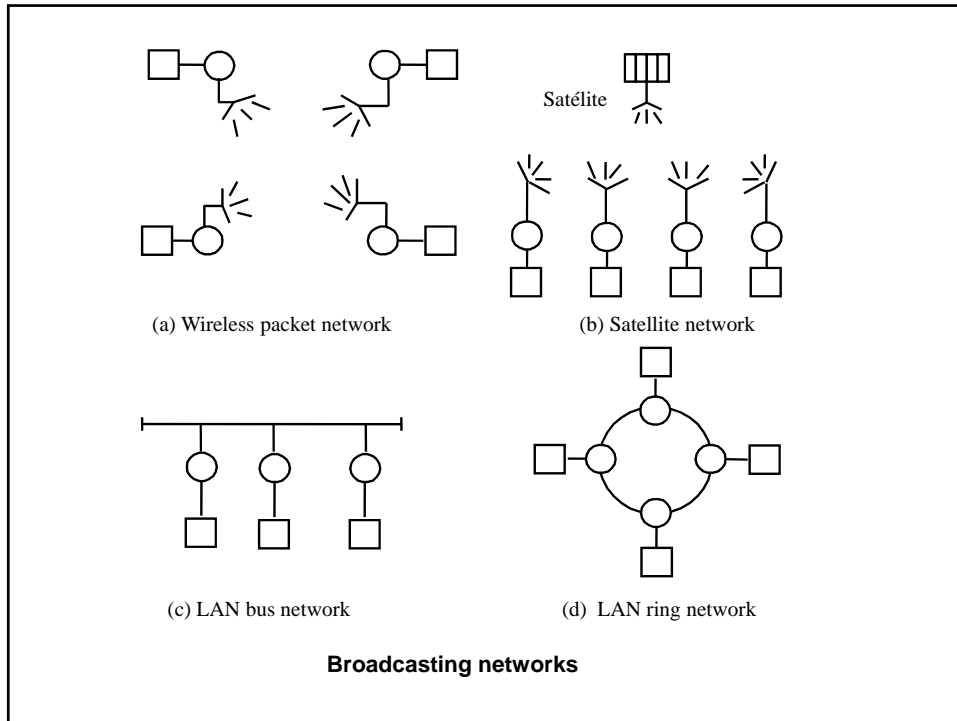 Satélite
(a) Wireless packet network
(b) Satellite network
(c) LAN bus network
(d) LAN ring network
Broadcasting networks